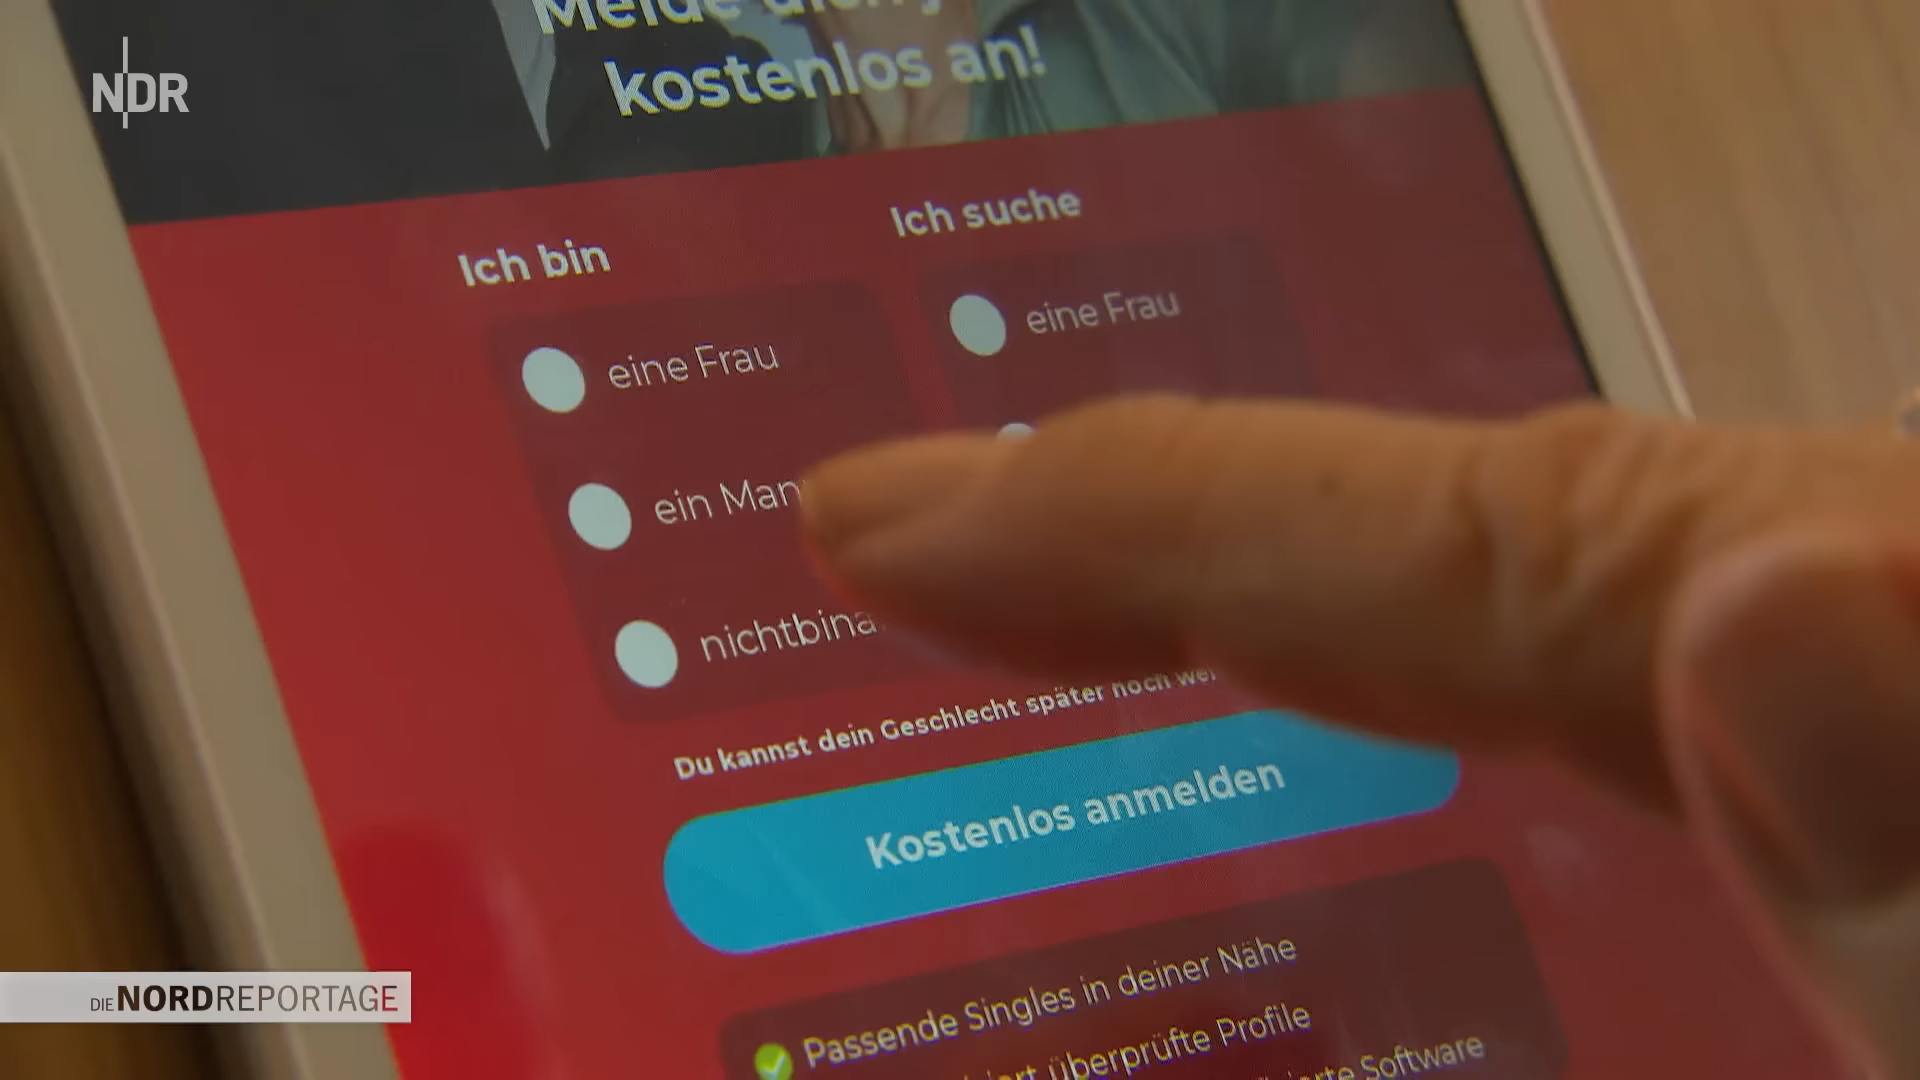 NDR
kostenlos an!
Ich bin
Ich suche
eine Frau
eine Frau
ein Man
nichtbina
Du kannst dein Geschlecht später noch
Kostenlos anmelden
Passende Singles in deiner Nähe
überprüfte Profile
Software
DIE NORDREPORTAGE